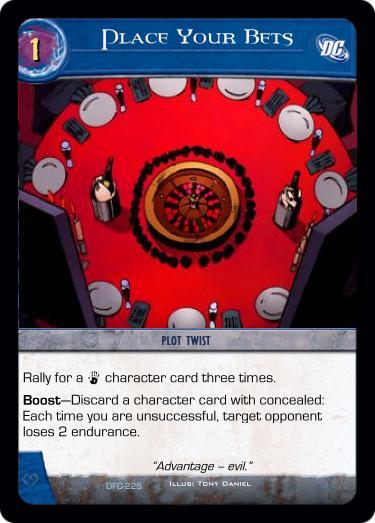 1
Place Your Bets
DC
PLOT TWIST
Rally for a character card three times.
Boost—Discard a character card with concealed:
Each time you are unsuccessful, target opponent
loses 2 endurance.
"Advantage – evil."
DFC-225
Illus: Tony Daniel